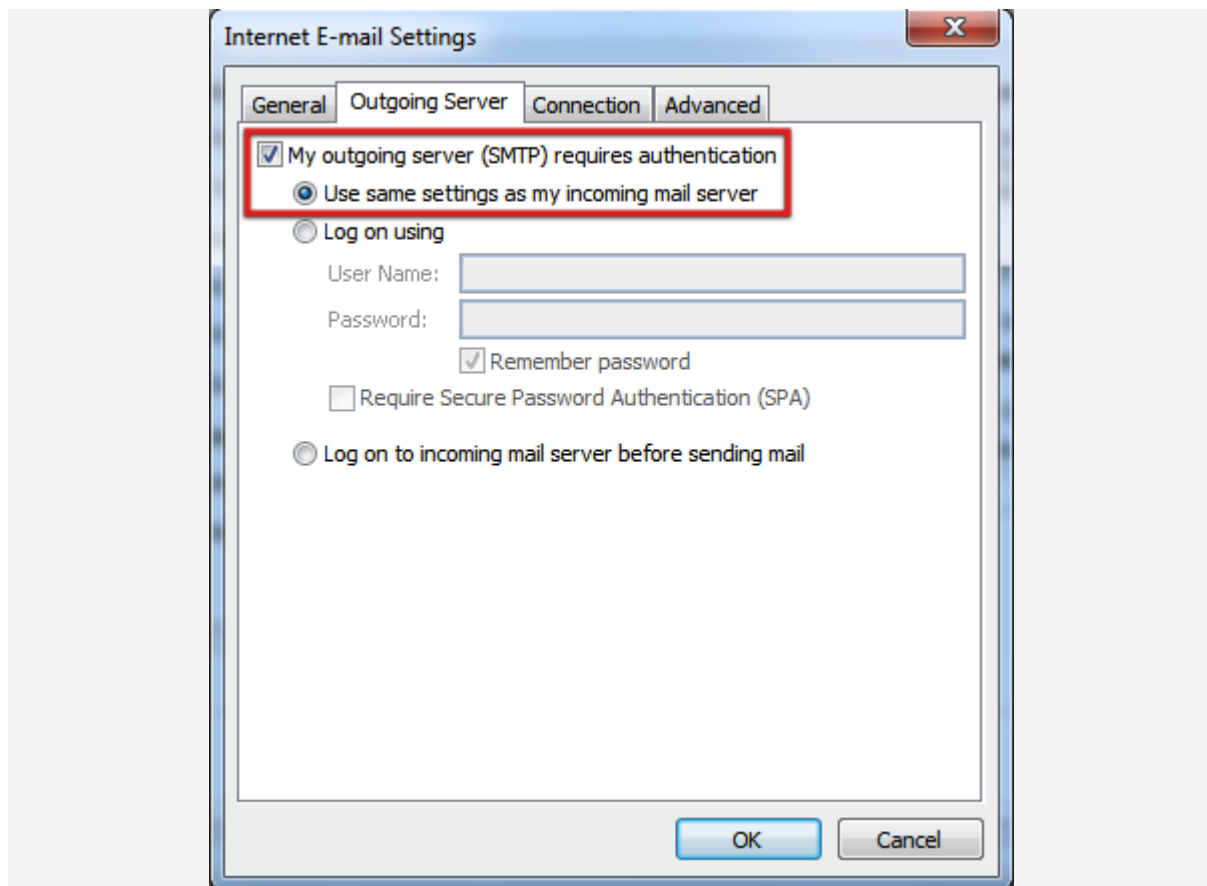 Internet E-mail Settings
General Outgoing Server Connection Advanced
My outgoing server (SMTP) requires authentication
Use same settings as my incoming mail server
Log on using
User Name:
Password:
Remember password
Require Secure Password Authentication (SPA)
Log on to incoming mail server before sending mail
OK Cancel